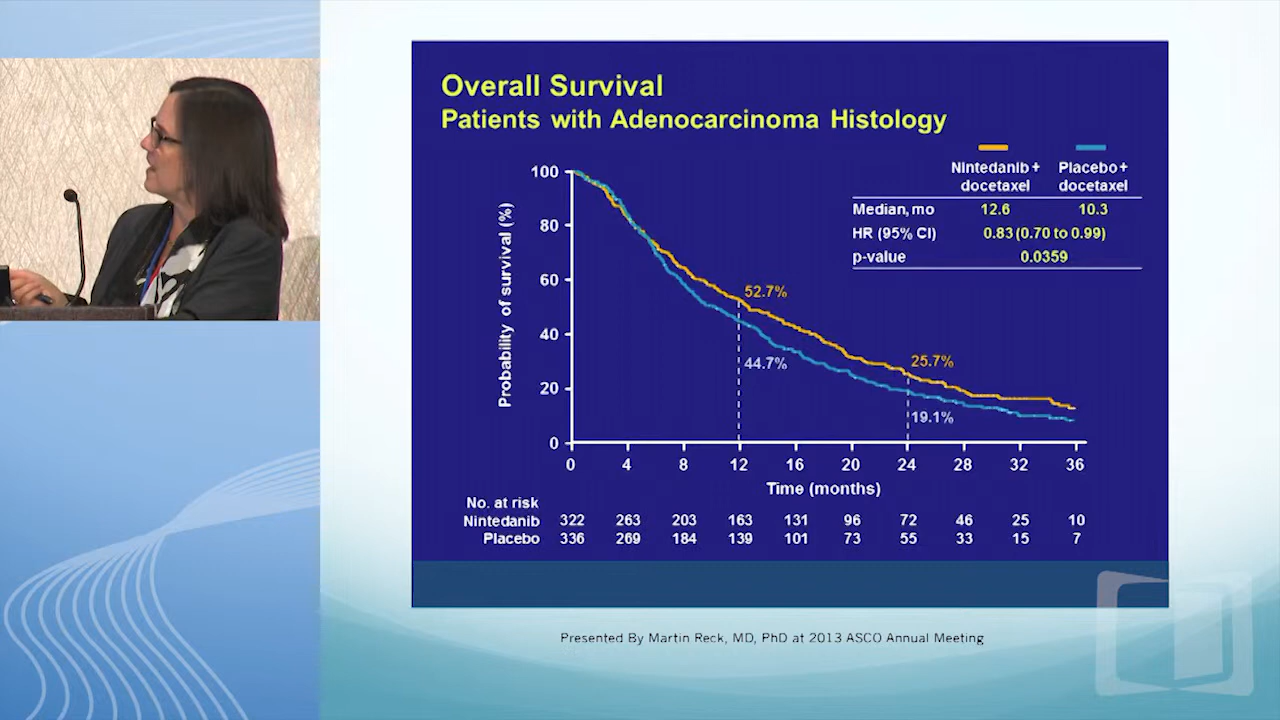 Overall Survival
Patients with Adenocarcinoma Histology
Nintedanib + docetaxel
Placebo + docetaxel
Median, mo 12.6 10.3
HR (95% CI) 0.83 (0.70 to 0.99)
p-value 0.0359
Probability of survival (%)
100
80
60
40
20
0
52.7%
44.7%
25.7%
19.1%
0 4 8 12 16 20 24 28 32 36
Time (months)
No. at risk
Nintedanib 322 263 203 163 131 96 72 46 25 10
Placebo 336 269 184 139 101 73 55 33 15 7
Presented By Martin Reck, MD, PhD at 2013 ASCO Annual Meeting